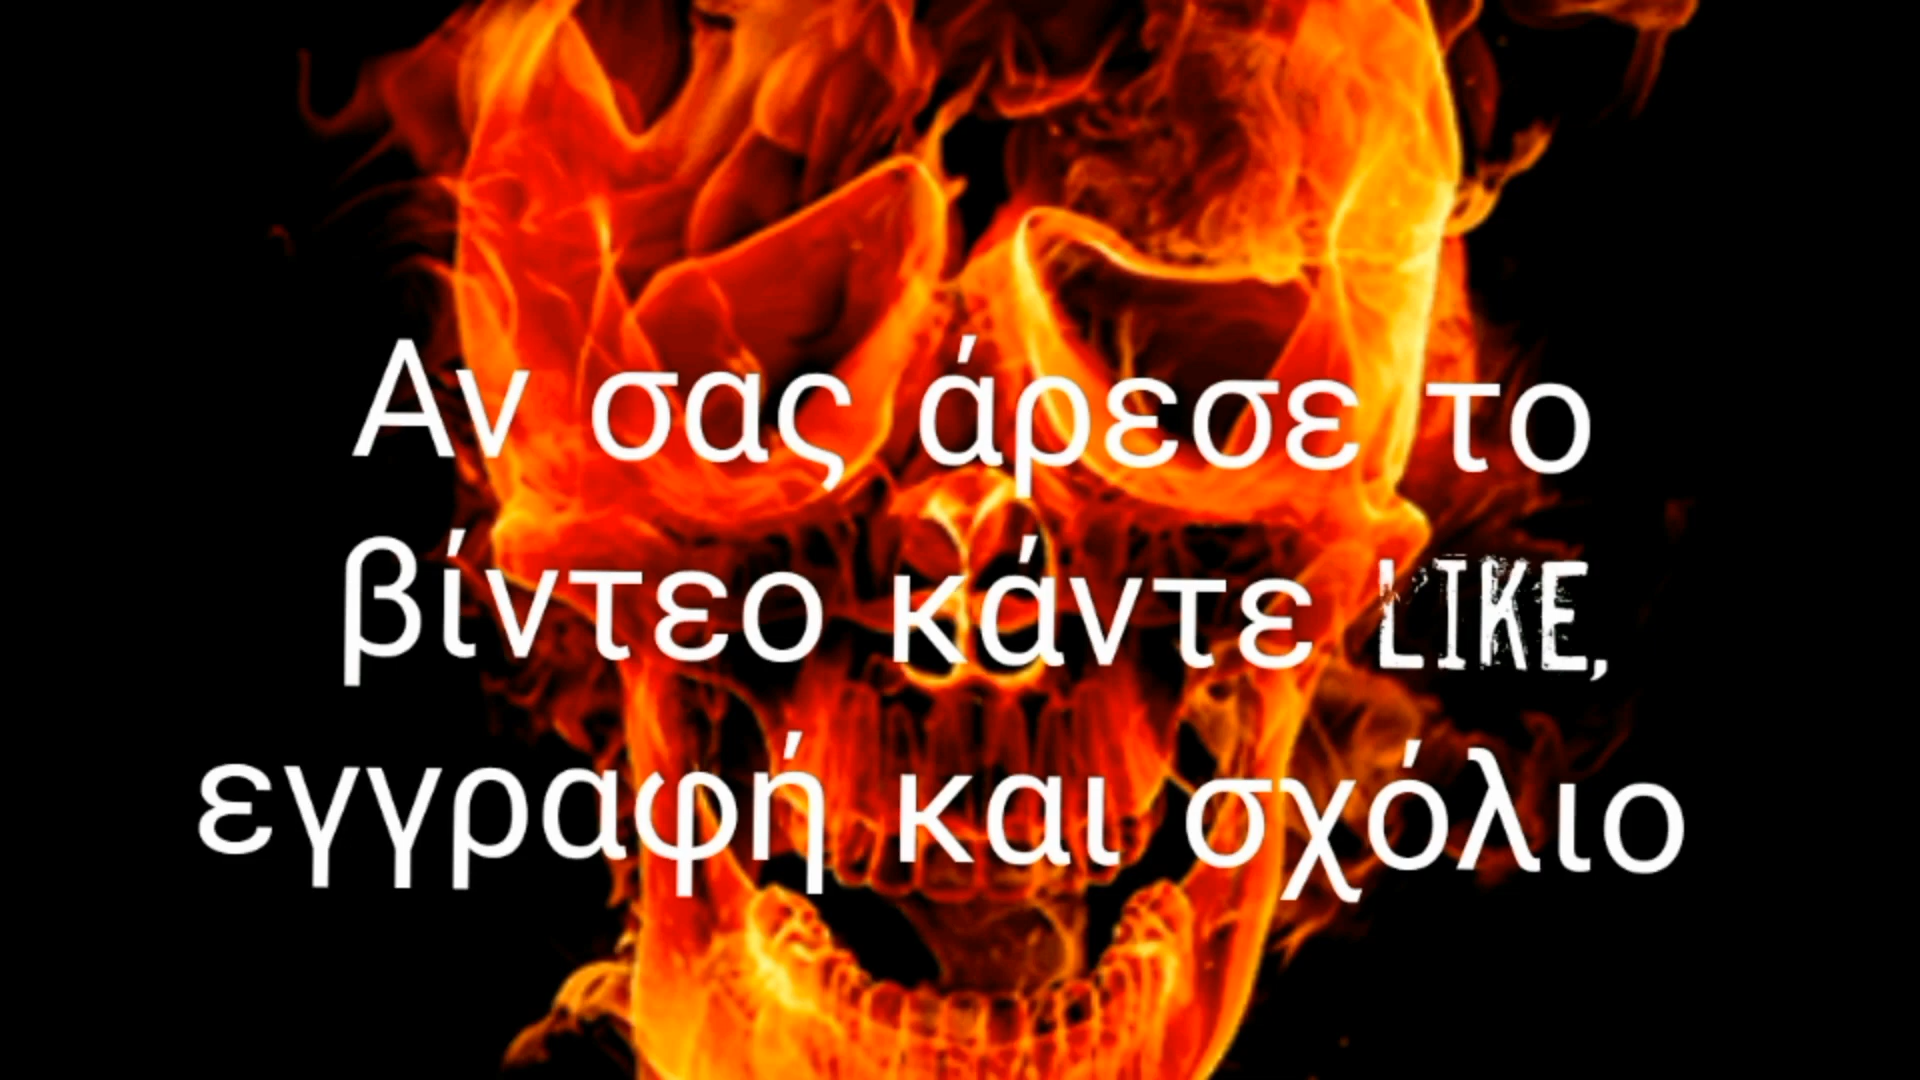 Αν σας άρεσε το
βίντεο κάντε LIKE,
εγγραφή και σχόλιο